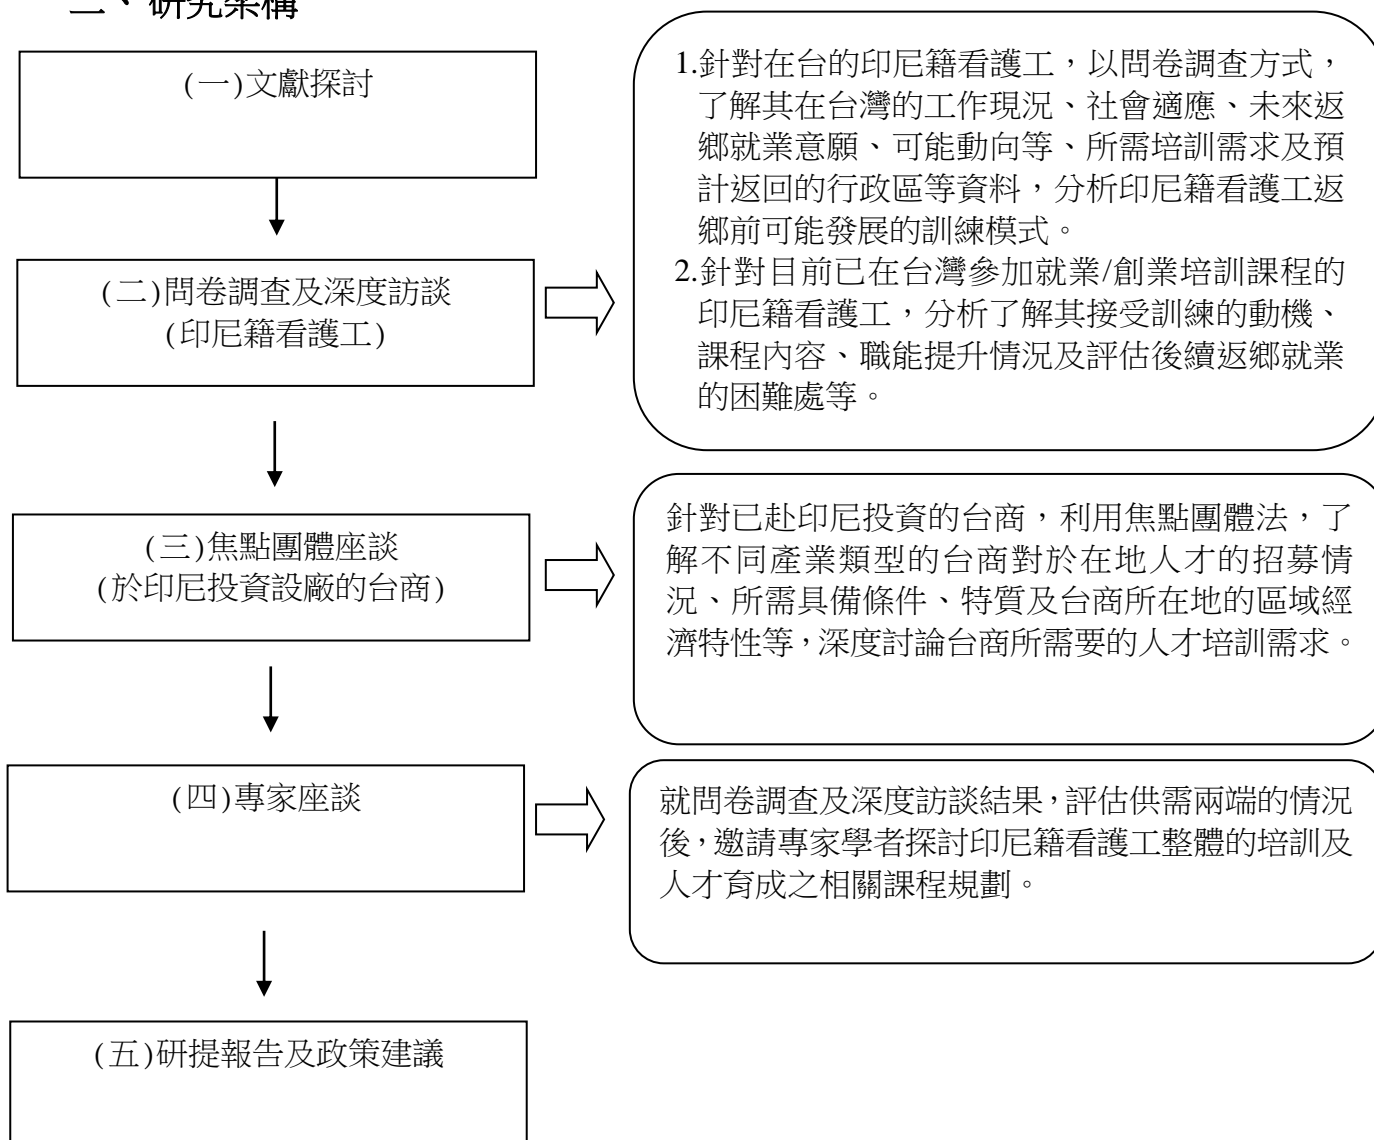 研究架構
(一)文獻探討
1.針對在台的印尼籍看護工，以問卷調查方式，
了解其在台灣的工作現況、社會適應、未來返
鄉就業意願、可能動向等、所需培訓需求及預
計返回的行政區等資料，分析印尼籍看護工返
鄉前可能發展的訓練模式。
2.針對目前已在台灣參加就業/創業培訓課程的
印尼籍看護工，分析了解其接受訓練的動機、
課程內容、職能提升情況及評估後續返鄉就業
的困難處等。
(二)問卷調查及深度訪談
(印尼籍看護工)
(三)焦點團體座談
(於印尼投資設廠的台商)
針對已赴印尼投資的台商，利用焦點團體法，了
解不同產業類型的台商對於在地人才的招募情
況、所需具備條件、特質及台商所在地的區域經
濟特性等，深度討論台商所需要的人才培訓需求。
(四)專家座談
就問卷調查及深度訪談結果，評估供需兩端的情況
後，邀請專家學者探討印尼籍看護工整體的培訓及
人才育成之相關課程規劃。
(五)研提報告及政策建議